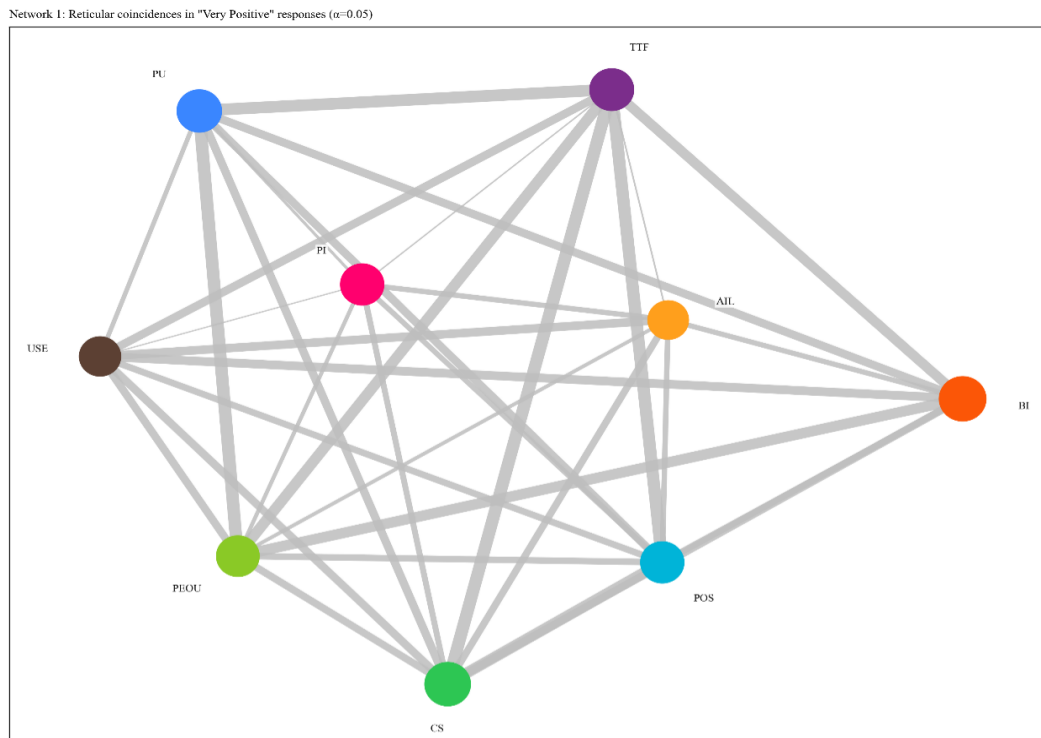 Network 1: Reticular coincidences in "Very Positive" responses (α=0.05)
TTF
PU
PI
AIL
USE
BI
PEOU
POS
CS